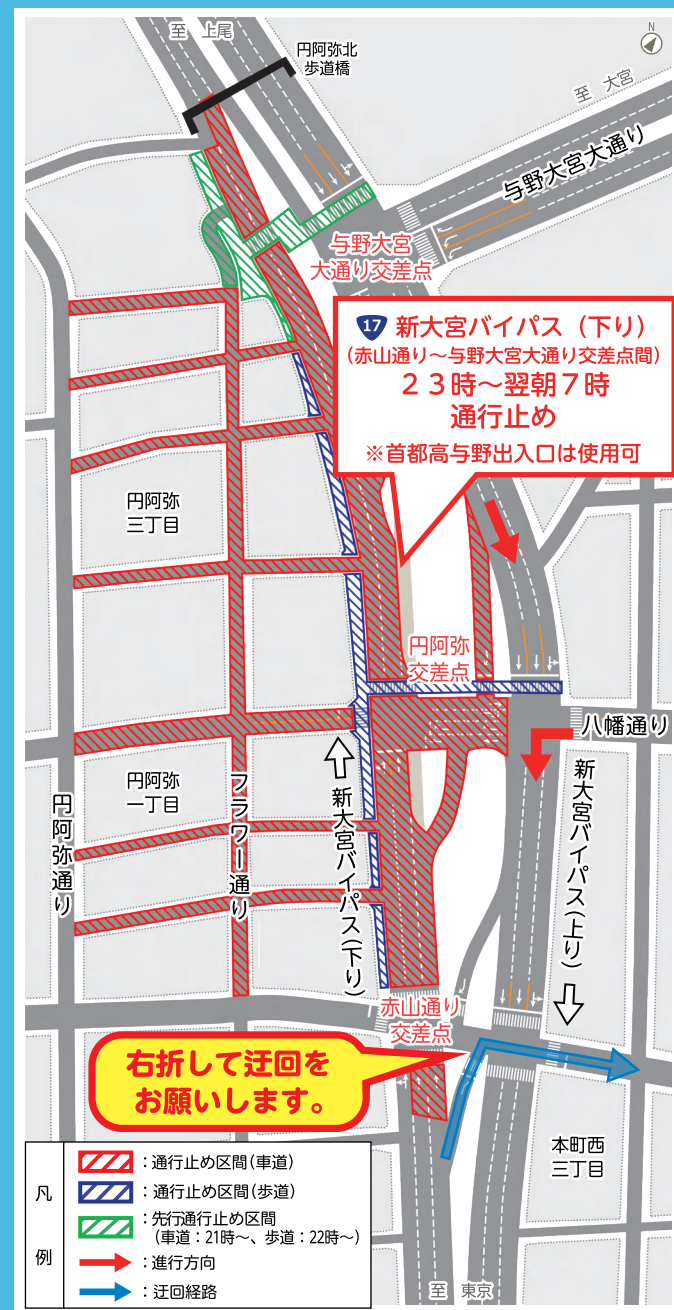 至 上尾
円阿弥北
歩道橋
N
至 大宮
与野大宮大通り
与野大宮
大通り交差点
17 新大宮バイパス（下り）
(赤山通り～与野大宮大通り交差点間)
２３時～翌朝７時
通行止め
※首都高与野出入口は使用可
円阿弥
三丁目
円阿弥
交差点
八幡通り
円阿弥
一丁目
円阿弥通り
フラワー通り
新大宮バイパス(下り)
新大宮バイパス(上り)
赤山通り
交差点
右折して迂回を
お願いします。
本町西
三丁目
凡例
：通行止め区間(車道)
：通行止め区間(歩道)
：先行通行止め区間
(車道：21時～、歩道：22時～)
：進行方向
：迂回経路
至 東京